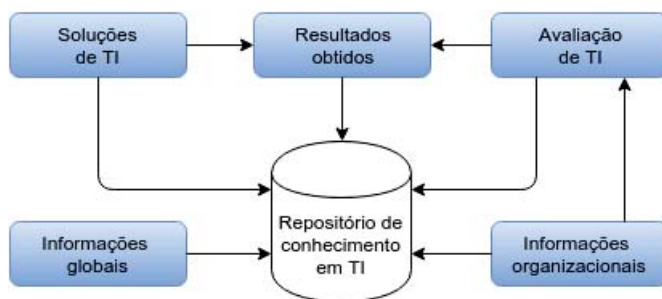 Soluções
de TI
Resultados
obtidos
Avaliação
de TI
Repositório de
conhecimento
em TI
Informações
globais
Informações
organizacionais